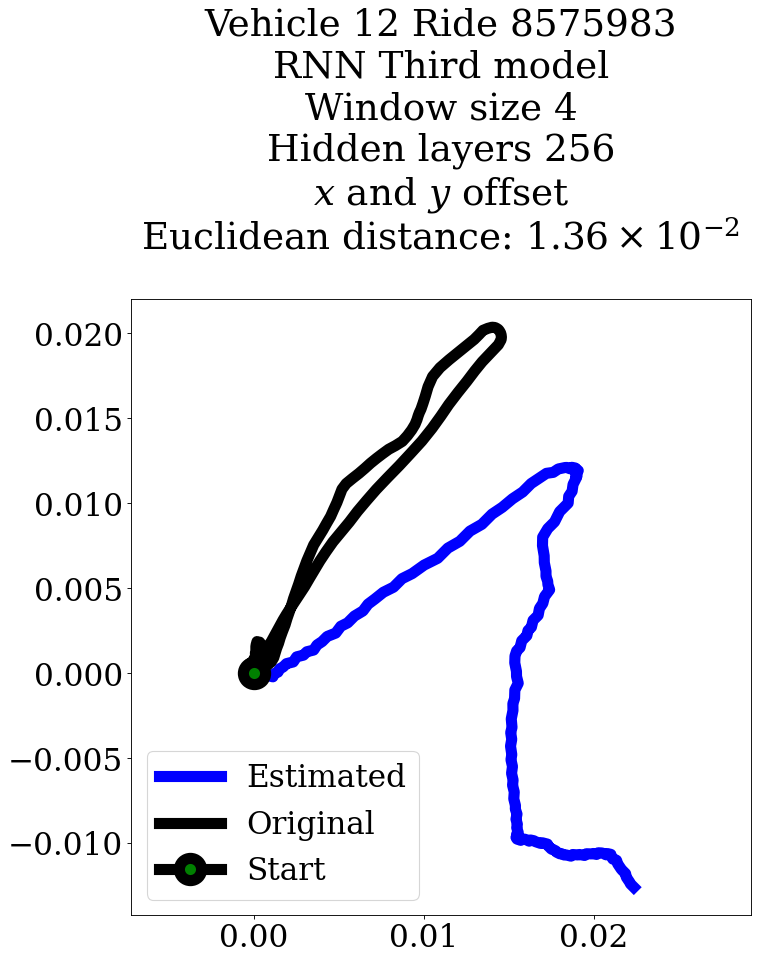 Vehicle 12 Ride 8575983
RNN Third model
Window size 4
Hidden layers 256
x and y offset
Euclidean distance: 1.36 × 10⁻²
0.020
0.015
0.010
0.005
0.000
−0.005
−0.010
Estimated
Original
Start
0.00 0.01 0.02